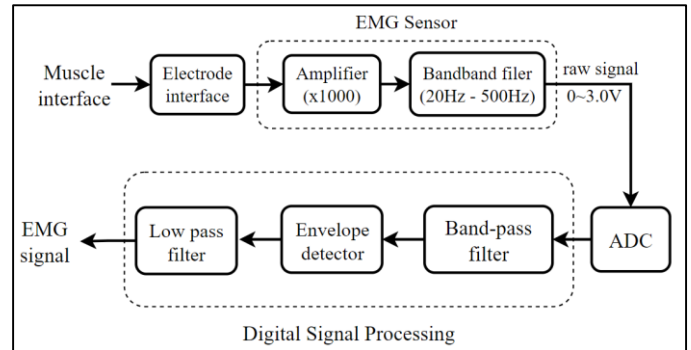 EMG Sensor
Muscle
interface
Electrode
interface
Amplifier
(x1000)
Bandband filer
(20Hz - 500Hz)
raw signal
0~3.0V
EMG
signal
Low pass
filter
Envelope
detector
Band-pass
filter
ADC
Digital Signal Processing